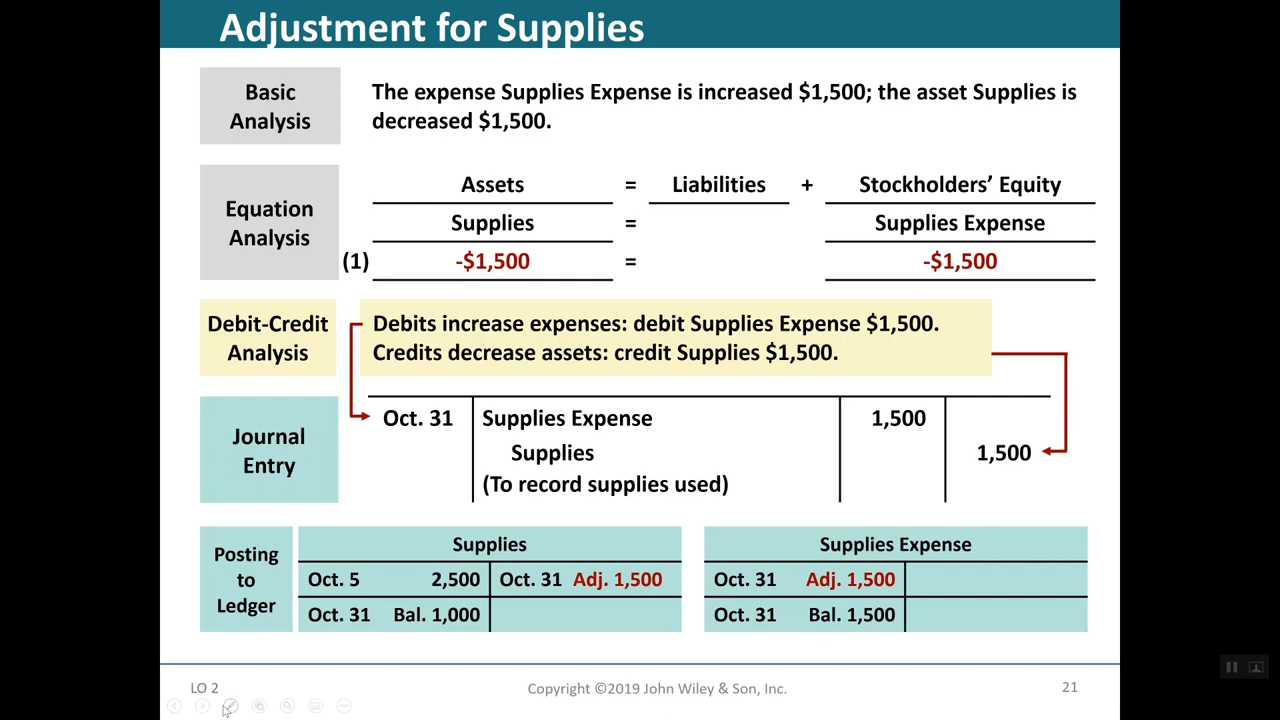 Adjustment for Supplies
Basic
Analysis
The expense Supplies Expense is increased $1,500; the asset Supplies is
decreased $1,500.
Equation
Analysis
Assets = Liabilities + Stockholders’ Equity
Supplies = Supplies Expense
(1) -$1,500 = -$1,500
Debit-Credit
Analysis
Debits increase expenses: debit Supplies Expense $1,500.
Credits decrease assets: credit Supplies $1,500.
Journal
Entry
Oct. 31 Supplies Expense 1,500
Supplies 1,500
(To record supplies used)
Posting
to
Ledger
Supplies
Oct. 5 2,500 Oct. 31 Adj. 1,500
Oct. 31 Bal. 1,000
Supplies Expense
Oct. 31 Adj. 1,500
Oct. 31 Bal. 1,500
LO 2
Copyright ©2019 John Wiley & Son, Inc.
21